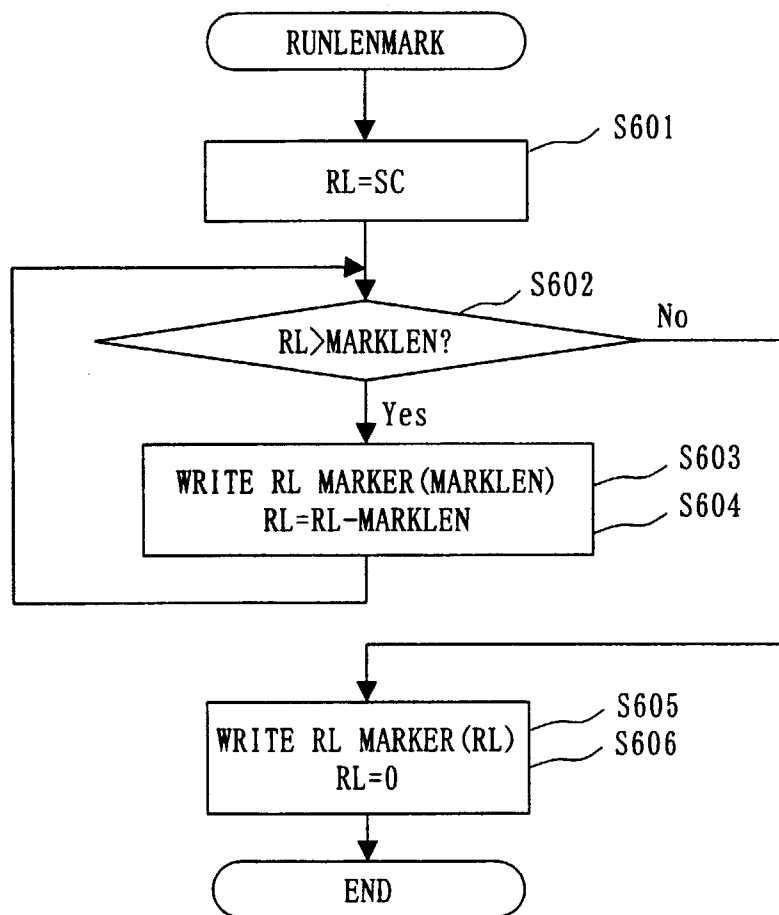 RUNLENMARK
S601
RL=SC
S602
RL>MARKLEN?
No
Yes
WRITE RL MARKER(MARKLEN)
S603
RL=RL-MARKLEN
S604
WRITE RL MARKER(RL)
S605
RL=0
S606
END